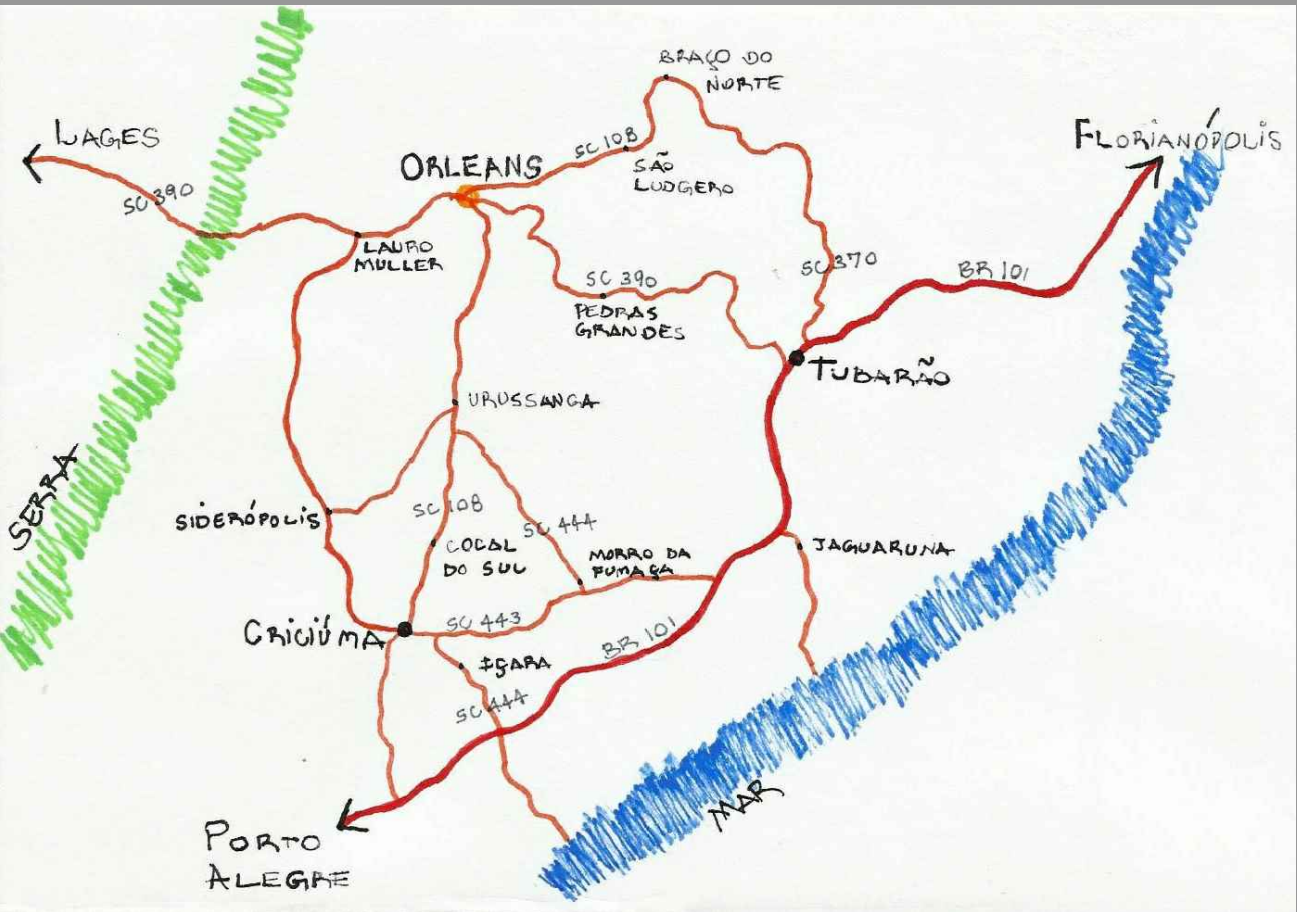 BRAÇO DO
NORTE
LAGES
FLORIANÓPOLIS
ORLEANS
SC 108
SÃO
LUDGERO
SC 390
LAURO
MULLER
SC 370
BR 101
SC 390
PEDRAS
GRANDES
TUBARÃO
URUSSANGA
SERRA
SIDERÓPOLIS
SC 108
SC 444
COCAL
DO SUL
MORRO DA
FUMAÇA
JAGUARUNA
CRICIÚMA
SC 443
BR 101
IÇARA
SC 444
MAR
PORTO
ALEGRE